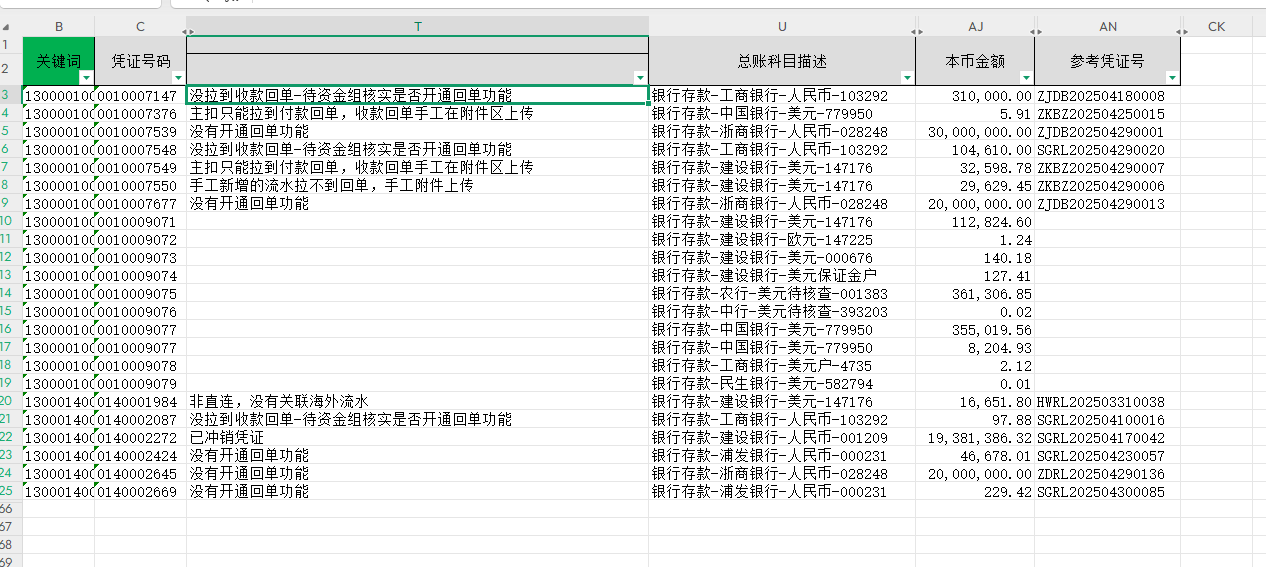 B C T U AJ AN CK
1 关键词 凭证号码 总账科目描述 本币金额 参考凭证号
2
3 130000100 0010007147 没拉到收款回单-待资金组核实是否开通回单功能 银行存款-工商银行-人民币-103292 310,000.00 ZJDB202504180008
4 130000100 0010007376 主扣只能拉到付款回单，收款回单手工在附件区上传 银行存款-中国银行-美元-779950 5.91 ZKBZ202504250015
5 130000100 0010007539 没有开通回单功能 银行存款-浙商银行-人民币-028248 30,000,000.00 ZJDB202504290001
6 130000100 0010007548 没拉到收款回单-待资金组核实是否开通回单功能 银行存款-工商银行-人民币-103292 104,610.00 SGRL202504290020
7 130000100 0010007549 主扣只能拉到付款回单，收款回单手工在附件区上传 银行存款-建设银行-美元-147176 32,598.78 ZKBZ202504290007
8 130000100 0010007550 手工新增的流水拉不到回单，手工附件上传 银行存款-建设银行-美元-147176 29,629.45 ZKBZ202504290006
9 130000100 0010007677 没有开通回单功能 银行存款-浙商银行-人民币-028248 20,000,000.00 ZJDB202504290013
10 130000100 0010009071 银行存款-建设银行-美元-147176 112,824.60
11 130000100 0010009072 银行存款-建设银行-欧元-147225 1.24
12 130000100 0010009073 银行存款-建设银行-美元-000676 140.18
13 130000100 0010009074 银行存款-建设银行-美元保证金户 127.41
14 130000100 0010009075 银行存款-农行-美元待核查-001383 361,306.85
15 130000100 0010009076 银行存款-中行-美元待核查-393203 0.02
16 130000100 0010009077 银行存款-中国银行-美元-779950 355,019.56
17 130000100 0010009077 银行存款-中国银行-美元-779950 8,204.93
18 130000100 0010009078 银行存款-工商银行-美元户-4735 2.12
19 130000100 0010009079 银行存款-民生银行-美元-582794 0.01
20 130001400 0140001984 非直连，没有关联海外流水 银行存款-建设银行-美元-147176 16,651.80 HWRL202503310038
21 130001400 0140002087 没拉到收款回单-待资金组核实是否开通回单功能 银行存款-工商银行-人民币-103292 97.88 SGRL202504100016
22 130001400 0140002272 已冲销凭证 银行存款-建设银行-人民币-001209 19,381,386.32 SGRL202504170042
23 130001400 0140002424 没有开通回单功能 银行存款-浦发银行-人民币-000231 46,678.01 SGRL202504230057
24 130001400 0140002645 没有开通回单功能 银行存款-浙商银行-人民币-028248 20,000,000.00 ZDRL202504290136
25 130001400 0140002669 没有开通回单功能 银行存款-浦发银行-人民币-000231 229.42 SGRL202504300085
66
67
68
69